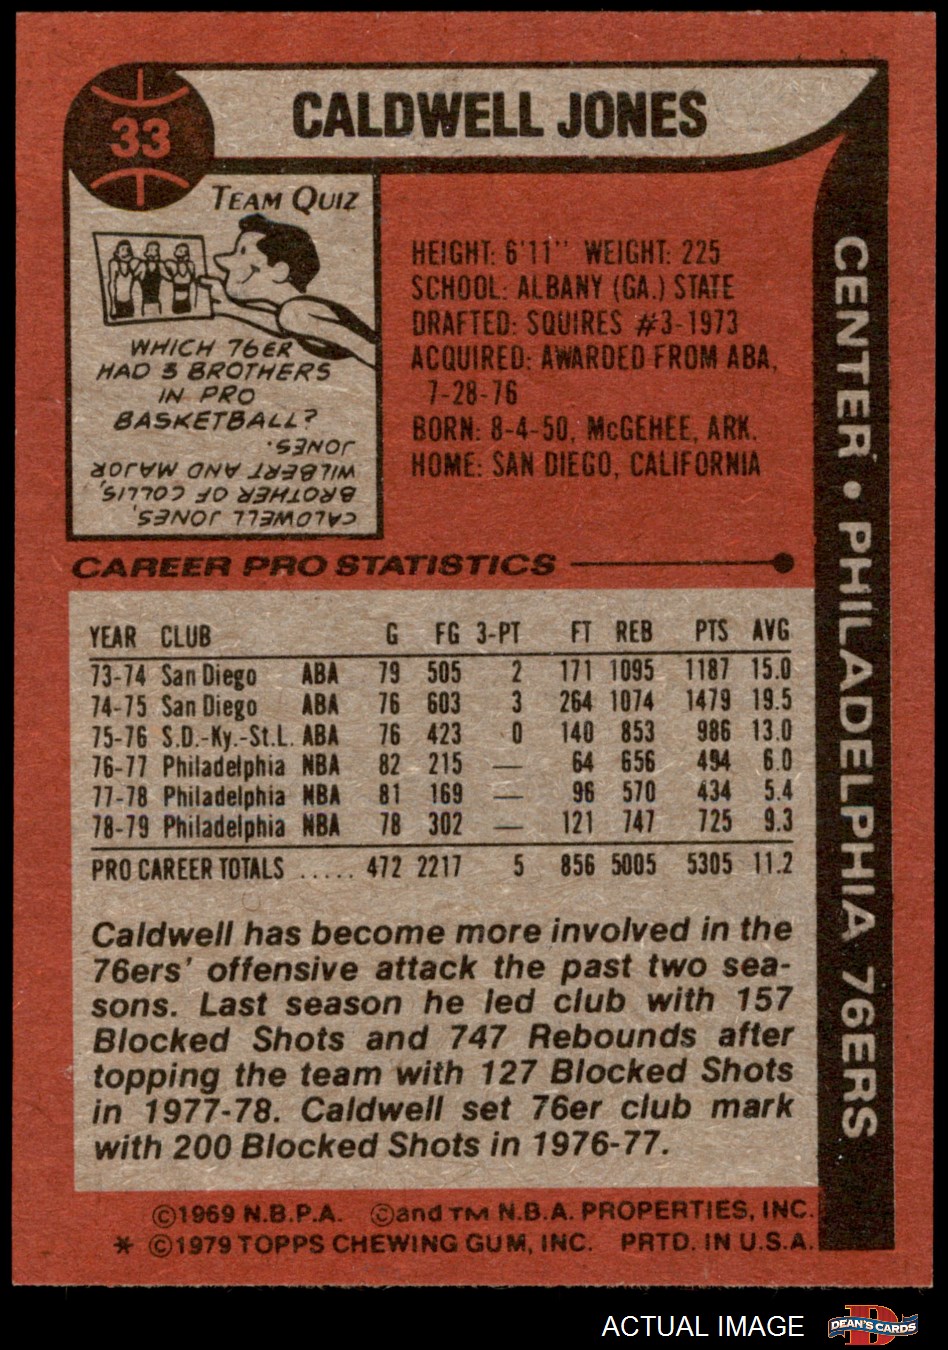 33
CALDWELL JONES
TEAM QUIZ
WHICH 76ER
HAD 3 BROTHERS
IN PRO
BASKETBALL?
CALDWELL JONES,
BROTHER OF COLLIS,
WILBERT AND MAJOR
JONES.
HEIGHT: 6'11" WEIGHT: 225
SCHOOL: ALBANY (GA.) STATE
DRAFTED: SQUIRES #3-1973
ACQUIRED: AWARDED FROM ABA,
7-28-76
BORN: 8-4-50, McGEHEE, ARK.
HOME: SAN DIEGO, CALIFORNIA
CENTER • PHILADELPHIA 76ERS
CAREER PRO STATISTICS
YEAR CLUB G FG 3-PT FT REB PTS AVG
73-74 San Diego ABA 79 505 2 171 1095 1187 15.0
74-75 San Diego ABA 76 603 3 264 1074 1479 19.5
75-76 S.D.-Ky.-St.L. ABA 76 423 0 140 853 986 13.0
76-77 Philadelphia NBA 82 215 — 64 656 494 6.0
77-78 Philadelphia NBA 81 169 — 96 570 434 5.4
78-79 Philadelphia NBA 78 302 — 121 747 725 9.3
PRO CAREER TOTALS ..... 472 2217 5 856 5005 5305 11.2
Caldwell has become more involved in the
76ers' offensive attack the past two sea-
sons. Last season he led club with 157
Blocked Shots and 747 Rebounds after
topping the team with 127 Blocked Shots
in 1977-78. Caldwell set 76er club mark
with 200 Blocked Shots in 1976-77.
©1969 N.B.P.A. ©and TM N.B.A. PROPERTIES, INC.
* ©1979 TOPPS CHEWING GUM, INC. PRTD. IN U.S.A.
ACTUAL IMAGE
D
DEAN'S CARDS